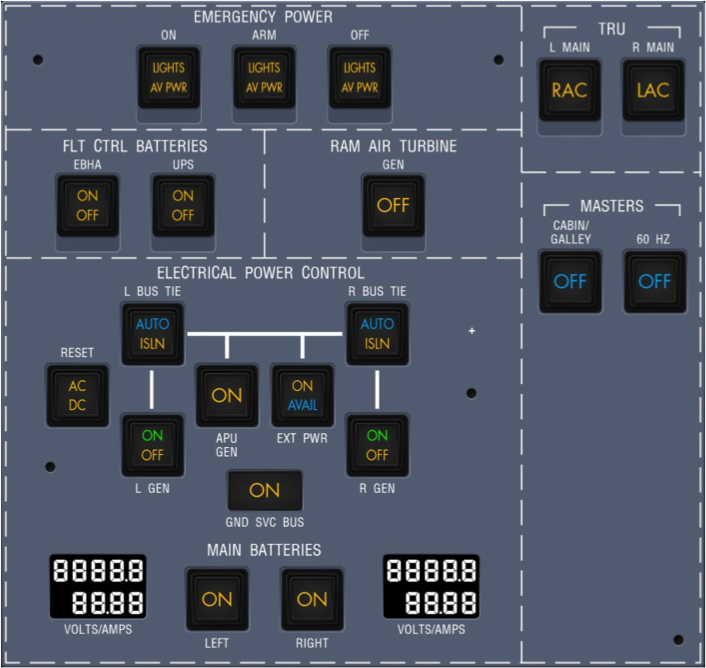 EMERGENCY POWER
ON ARM OFF
LIGHTS LIGHTS LIGHTS
AV PWR AV PWR AV PWR
TRU
L MAIN R MAIN
RAC LAC
FLT CTRL BATTERIES
EBHA UPS
ON ON
OFF OFF
RAM AIR TURBINE
GEN
OFF
MASTERS
CABIN/
GALLEY 60 HZ
OFF OFF
ELECTRICAL POWER CONTROL
L BUS TIE R BUS TIE
AUTO AUTO
ISLN ISLN
RESET
AC
DC
ON
APU
GEN
ON
AVAIL
EXT PWR
ON
OFF
L GEN
ON
OFF
R GEN
ON
GND SVC BUS
MAIN BATTERIES
8888.8
88.88
VOLTS/AMPS
ON ON
LEFT RIGHT
8888.8
88.88
VOLTS/AMPS